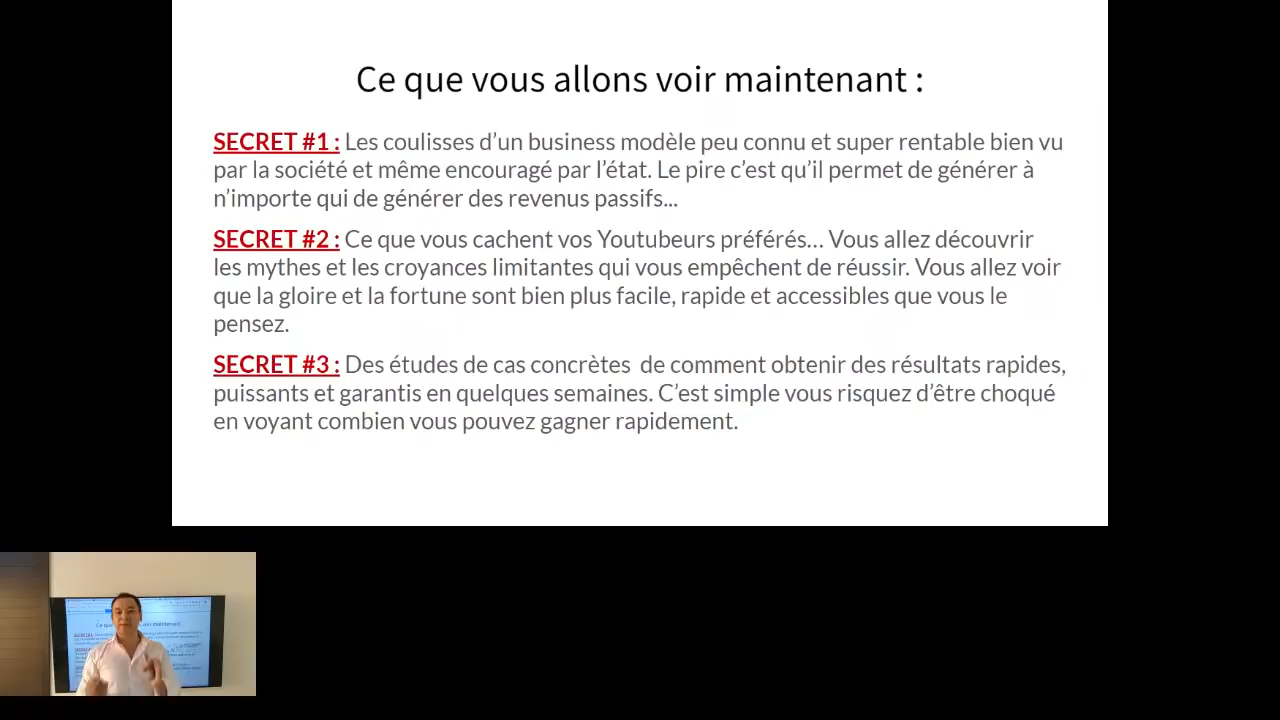 Ce que vous allons voir maintenant :
SECRET #1 : Les coulisses d’un business modèle peu connu et super rentable bien vu
par la société et même encouragé par l’état. Le pire c’est qu’il permet de générer à
n’importe qui de générer des revenus passifs...
SECRET #2 : Ce que vous cachent vos Youtubeurs préférés… Vous allez découvrir
les mythes et les croyances limitantes qui vous empêchent de réussir. Vous allez voir
que la gloire et la fortune sont bien plus facile, rapide et accessibles que vous le
pensez.
SECRET #3 : Des études de cas concrètes  de comment obtenir des résultats rapides,
puissants et garantis en quelques semaines. C’est simple vous risquez d’être choqué
en voyant combien vous pouvez gagner rapidement.